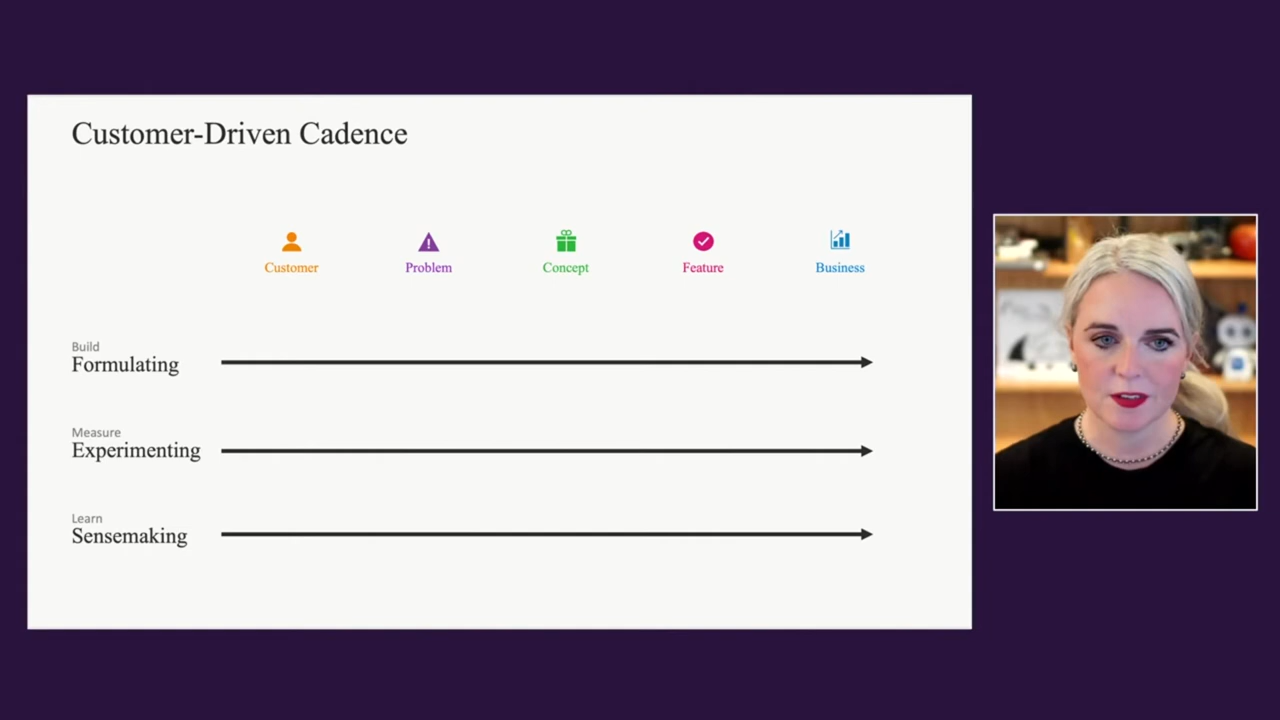 Customer-Driven Cadence
Customer
Problem
Concept
Feature
Business
Build
Formulating
Measure
Experimenting
Learn
Sensemaking